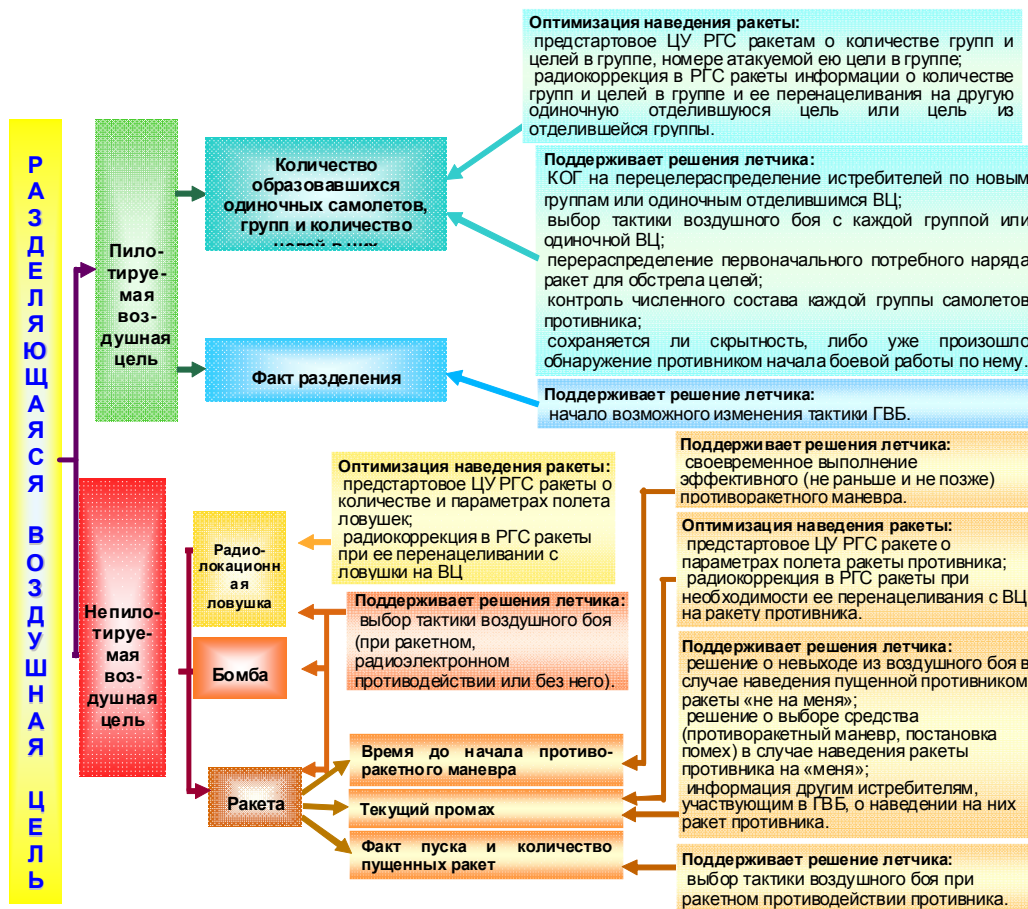 РАЗДЕЛЯЮЩАЯСЯ ВОЗДУШНАЯ ЦЕЛЬ
Пилo-
тируе-
мая
воз-
душная
цель
Количество
образовавшихся
одиночных самолетов,
групп и количество
целей в них
Факт разделения
Оптимизация наведения ракеты:
предстартовое ЦУ РГС ракетам о количестве групп и
целей в группе, номере атакуемой ею цели в группе;
радиокоррекция в РГС ракеты информации о количестве
групп и целей в группе и ее перенацеливания на другую
одиночную отделившуюся цель или цель из
отделившейся группы.
Поддерживает решения летчика:
КОГ на перецелераспределение истребителей по новым
группам или одиночным отделившимся ВЦ;
выбор тактики воздушного боя с каждой группой или
одиночной ВЦ;
перераспределение первоначального потребного наряда
ракет для обстрела целей;
контроль численного состава каждой группы самолетов
противника;
сохраняется ли скрытность, либо уже произошло
обнаружение противником начала боевой работы по нему.
Поддерживает решение летчика:
начало возможного изменения тактики ГВБ.
Непило-
тируе-
мая
воз-
душная
цель
Радио-
локационн
ая
ловушка
Бомба
Ракета
Оптимизация наведения ракеты:
предстартовое ЦУ РГС ракеты о
количестве и параметрах полета
ловушек;
радиокоррекция в РГС ракеты
при ее перенацеливании с
ловушки на ВЦ
Поддерживает решения летчика:
выбор тактики воздушного боя
(при ракетном,
радиоэлектронном
противодействии или без него).
Время до начала противо-
ракетного маневра
Текущий промах
Факт пуска и количество
пущенных ракет
Поддерживает решения летчика:
своевременное выполнение
эффективного (не раньше и не позже)
противоракетного маневра.
Оптимизация наведения ракеты:
предстартовое ЦУ РГС ракете о
параметрах полета ракеты противника;
радиокоррекция в РГС ракеты при
необходимости ее перенацеливания с ВЦ
на ракету противника.
Поддерживает решения летчика:
решение о невыходе из воздушного боя в
случае наведения пущенной противником
ракеты «не на меня»;
решение о выборе средства
(противоракетный маневр, постановка
помех) в случае наведения ракеты
противника на «меня»;
информация другим истребителям,
участвующим в ГВБ, о наведении на них
ракет противника.
Поддерживает решение летчика:
выбор тактики воздушного боя при
ракетном противодействии противника.